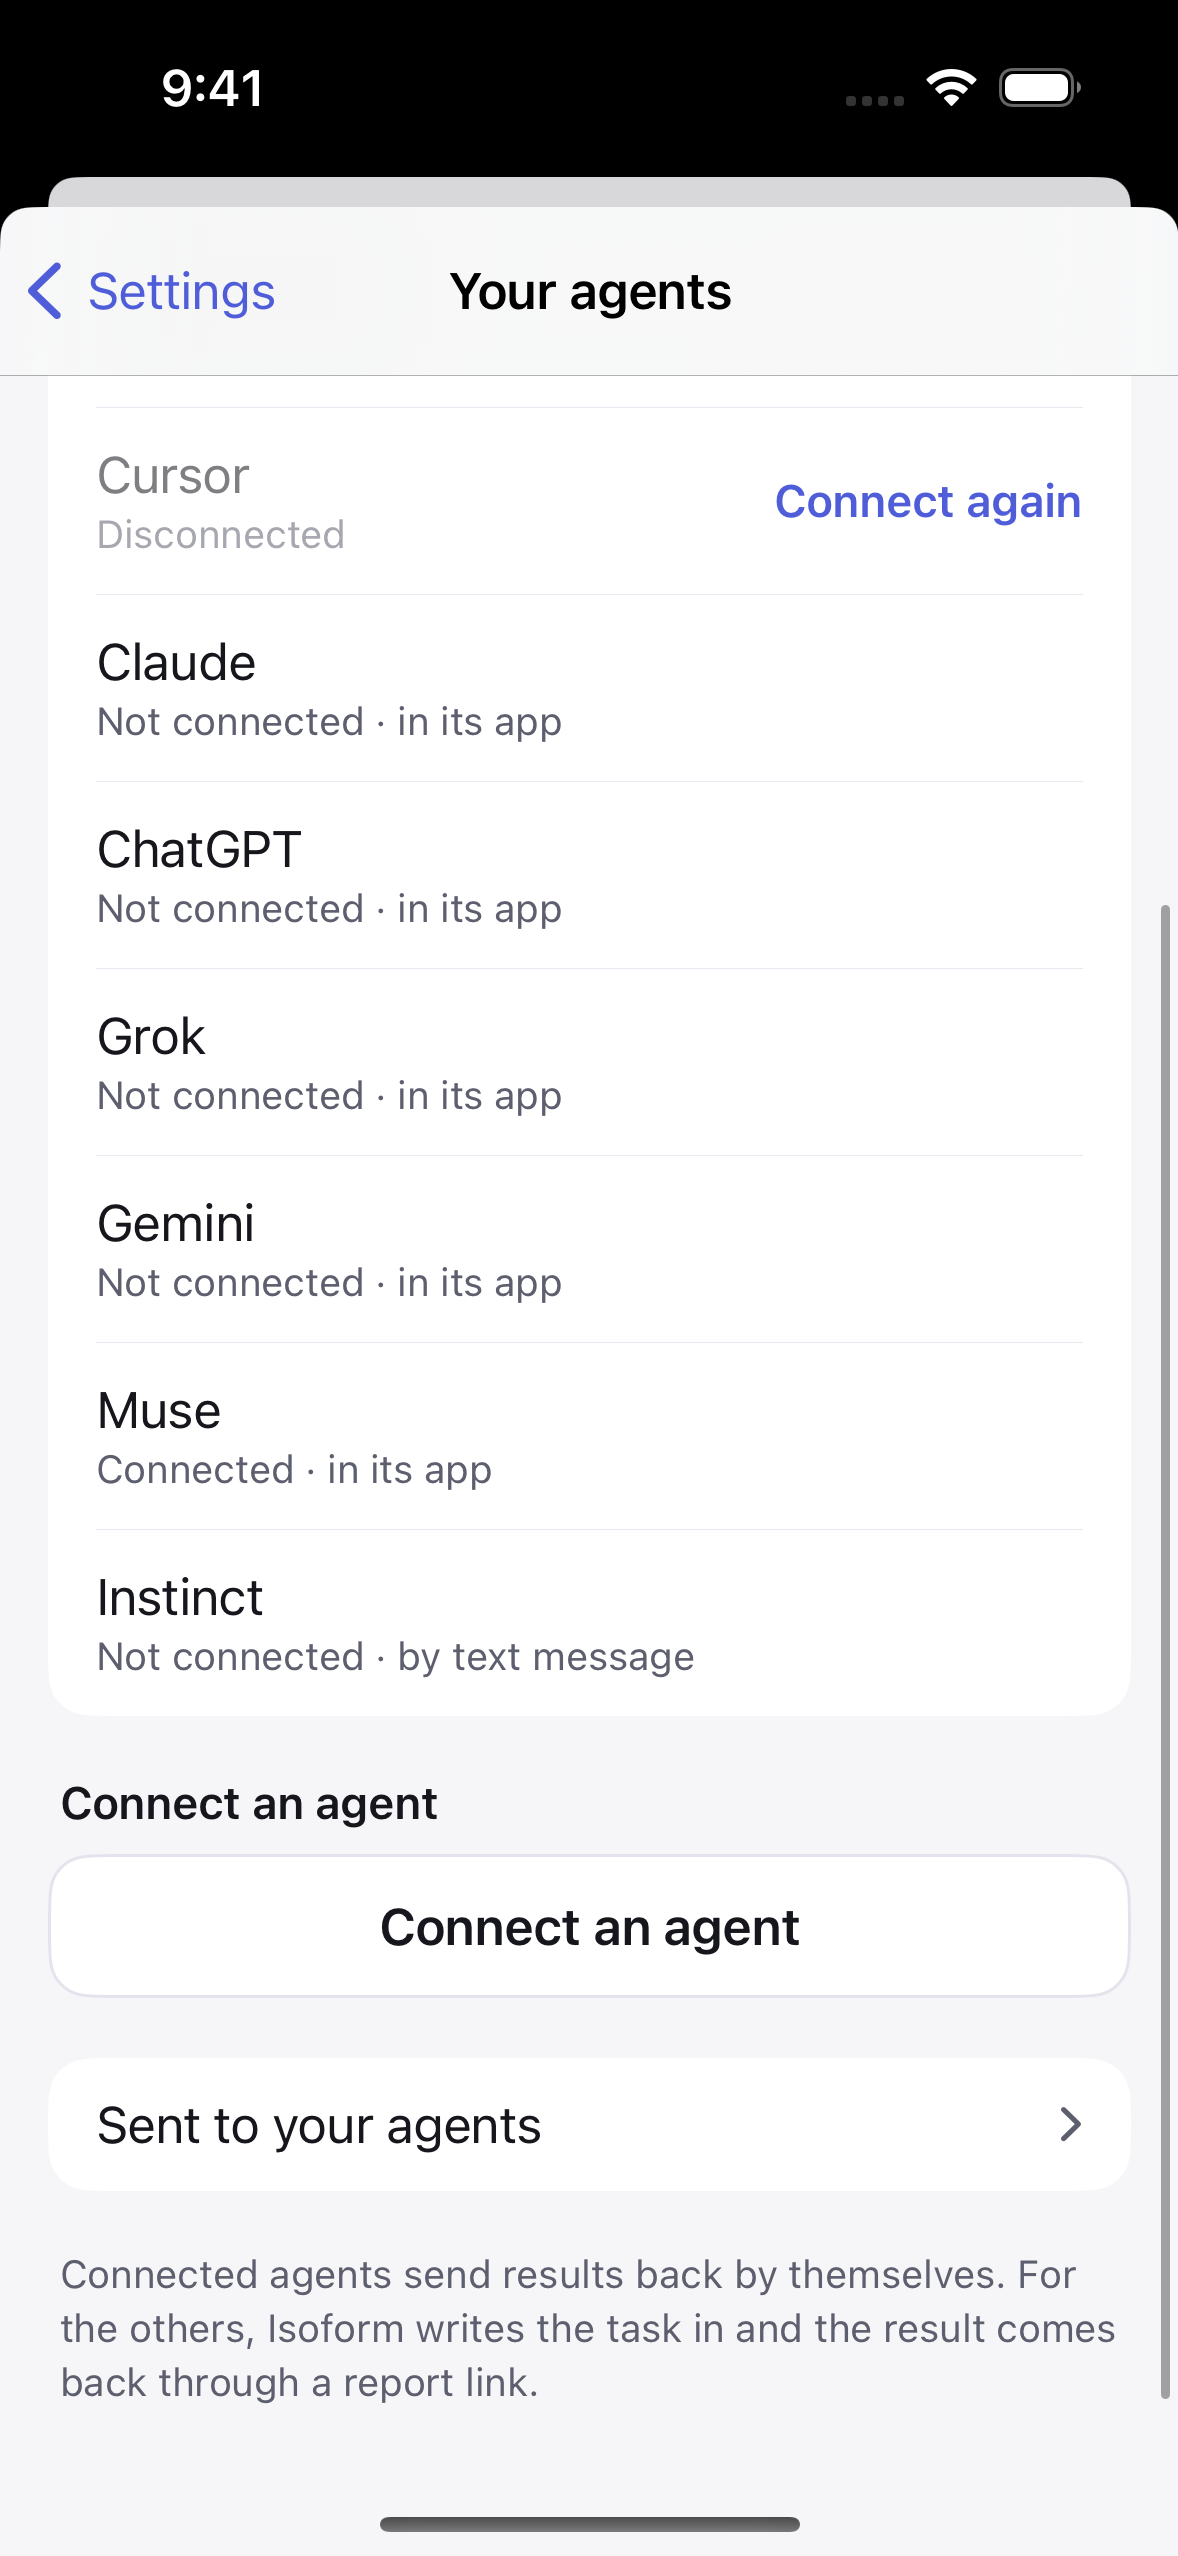 9:41
Settings
Your agents
Cursor
Disconnected
Connect again
Claude
Not connected · in its app
ChatGPT
Not connected · in its app
Grok
Not connected · in its app
Gemini
Not connected · in its app
Muse
Connected · in its app
Instinct
Not connected · by text message
Connect an agent
Connect an agent
Sent to your agents
Connected agents send results back by themselves. For
the others, Isoform writes the task in and the result comes
back through a report link.